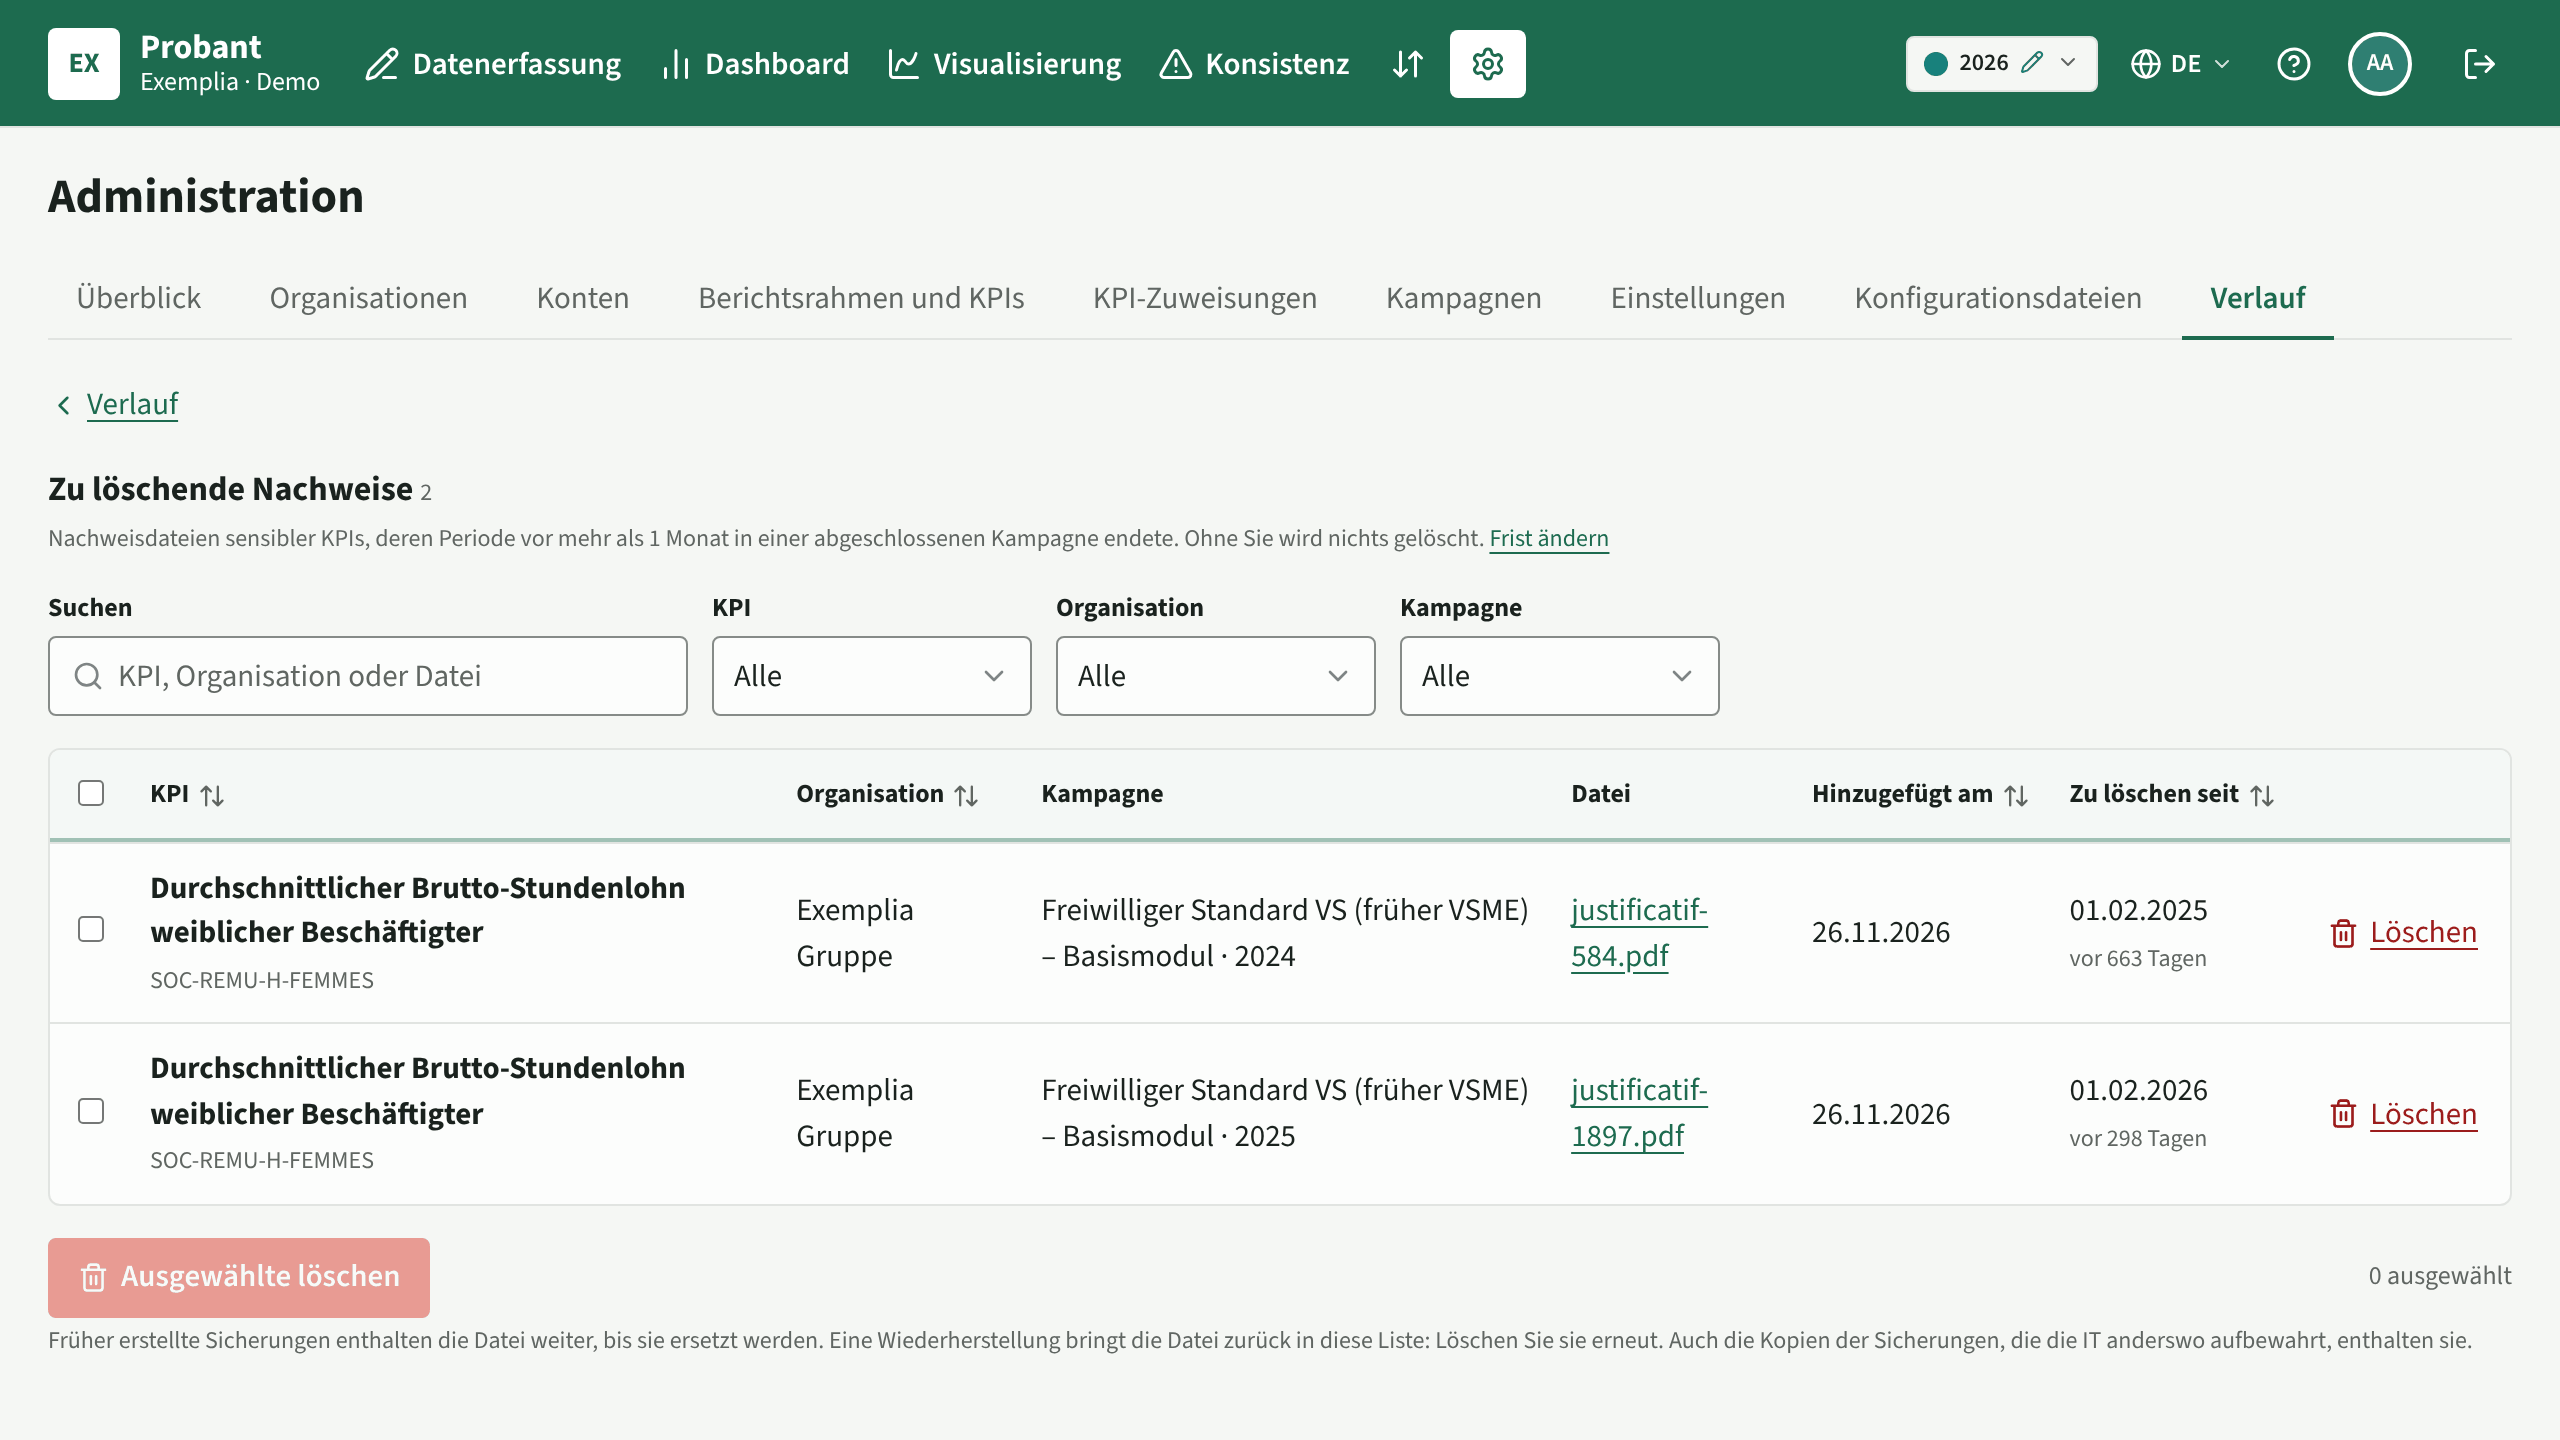 EX
Probant
Exemplia · Demo
Datenerfassung
Dashboard
Visualisierung
Konsistenz
2026
DE
AA
Administration
Überblick
Organisationen
Konten
Berichtsrahmen und KPIs
KPI-Zuweisungen
Kampagnen
Einstellungen
Konfigurationsdateien
Verlauf
Verlauf
Zu löschende Nachweise 2
Nachweisdateien sensibler KPIs, deren Periode vor mehr als 1 Monat in einer abgeschlossenen Kampagne endete. Ohne Sie wird nichts gelöscht. Frist ändern
Suchen
KPI
Organisation
Kampagne
KPI, Organisation oder Datei
Alle
Alle
Alle
KPI
Organisation
Kampagne
Datei
Hinzugefügt am
Zu löschen seit
Durchschnittlicher Brutto-Stundenlohn
weiblicher Beschäftigter
SOC-REMU-H-FEMMES
Exemplia
Gruppe
Freiwilliger Standard VS (früher VSME)
– Basismodul · 2024
justificatif-
584.pdf
26.11.2026
01.02.2025
vor 663 Tagen
Löschen
Durchschnittlicher Brutto-Stundenlohn
weiblicher Beschäftigter
SOC-REMU-H-FEMMES
Exemplia
Gruppe
Freiwilliger Standard VS (früher VSME)
– Basismodul · 2025
justificatif-
1897.pdf
26.11.2026
01.02.2026
vor 298 Tagen
Löschen
Ausgewählte löschen
0 ausgewählt
Früher erstellte Sicherungen enthalten die Datei weiter, bis sie ersetzt werden. Eine Wiederherstellung bringt die Datei zurück in diese Liste: Löschen Sie sie erneut. Auch die Kopien der Sicherungen, die die IT anderswo aufbewahrt, enthalten sie.